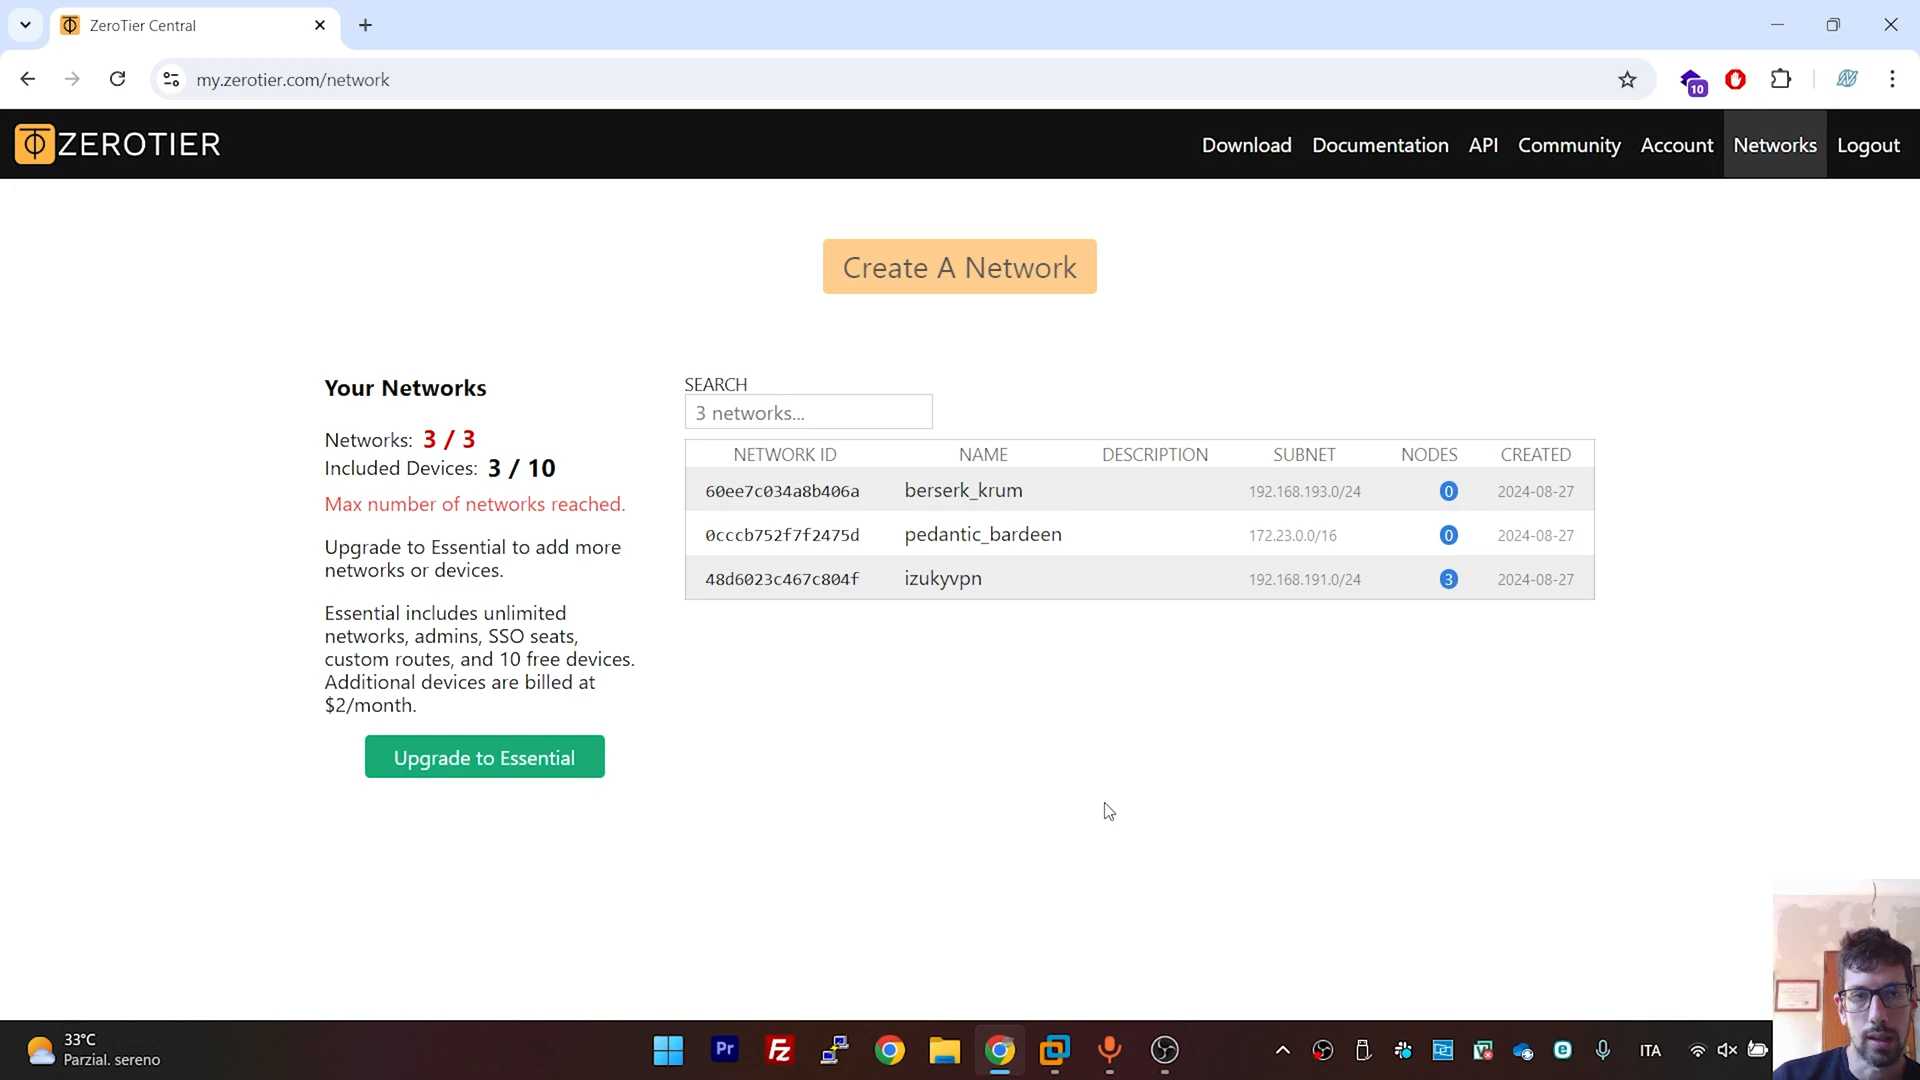 ZeroTier Central
my.zerotier.com/network
10
ZEROTIER
Download Documentation API Community Account Networks Logout
Create A Network
Your Networks
Networks: 3 / 3
Included Devices: 3 / 10
Max number of networks reached.
Upgrade to Essential to add more
networks or devices.
Essential includes unlimited
networks, admins, SSO seats,
custom routes, and 10 free devices.
Additional devices are billed at
$2/month.
Upgrade to Essential
SEARCH
3 networks...
NETWORK ID NAME DESCRIPTION SUBNET NODES CREATED
60ee7c034a8b406a berserk_krum 192.168.193.0/24 0 2024-08-27
0cccb752f7f2475d pedantic_bardeen 172.23.0.0/16 0 2024-08-27
48d6023c467c804f izukyvpn 192.168.191.0/24 3 2024-08-27
33°C
Parzial. sereno
Pr
Fz
ITA